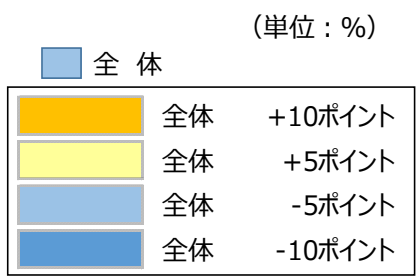 （単位：%）
全 体
全体 +10ポイント
全体 +5ポイント
全体 -5ポイント
全体 -10ポイント